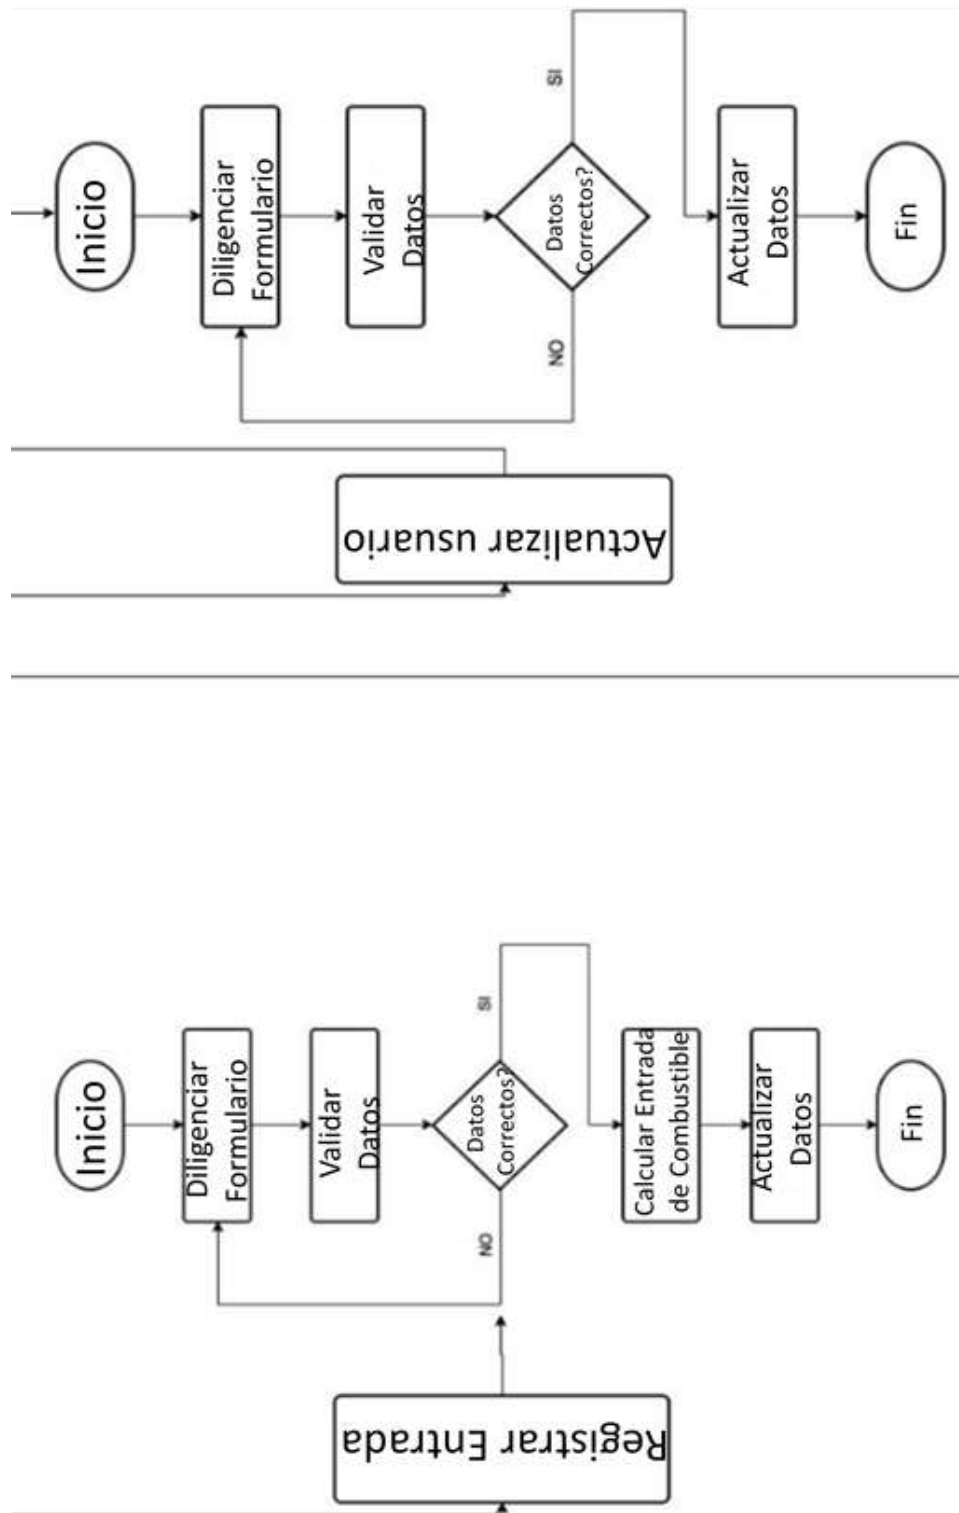 Inicio
Diligenciar
Formulario
Validar
Datos
Datos
Correctos?
SI
NO
Actualizar
Datos
Fin
Actualizar usuario
Inicio
Diligenciar
Formulario
Validar
Datos
Datos
Correctos?
SI
NO
Calcular Entrada
de Combustible
Actualizar
Datos
Fin
Registrar Entrada